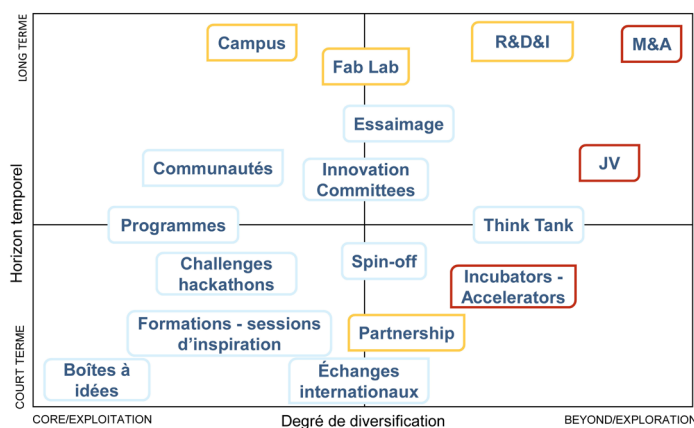 LONG TERME
Campus
R&D&I
M&A
Fab Lab
Essaimage
Communautés
Innovation
Committees
JV
Horizon temporel
Programmes
Think Tank
Challenges
hackathons
Spin-off
Incubators -
Accelerators
Formations - sessions
d’inspiration
Partnership
Boîtes à
idées
Échanges
internationaux
COURT TERME
CORE/EXPLOITATION
Degré de diversification
BEYOND/EXPLORATION